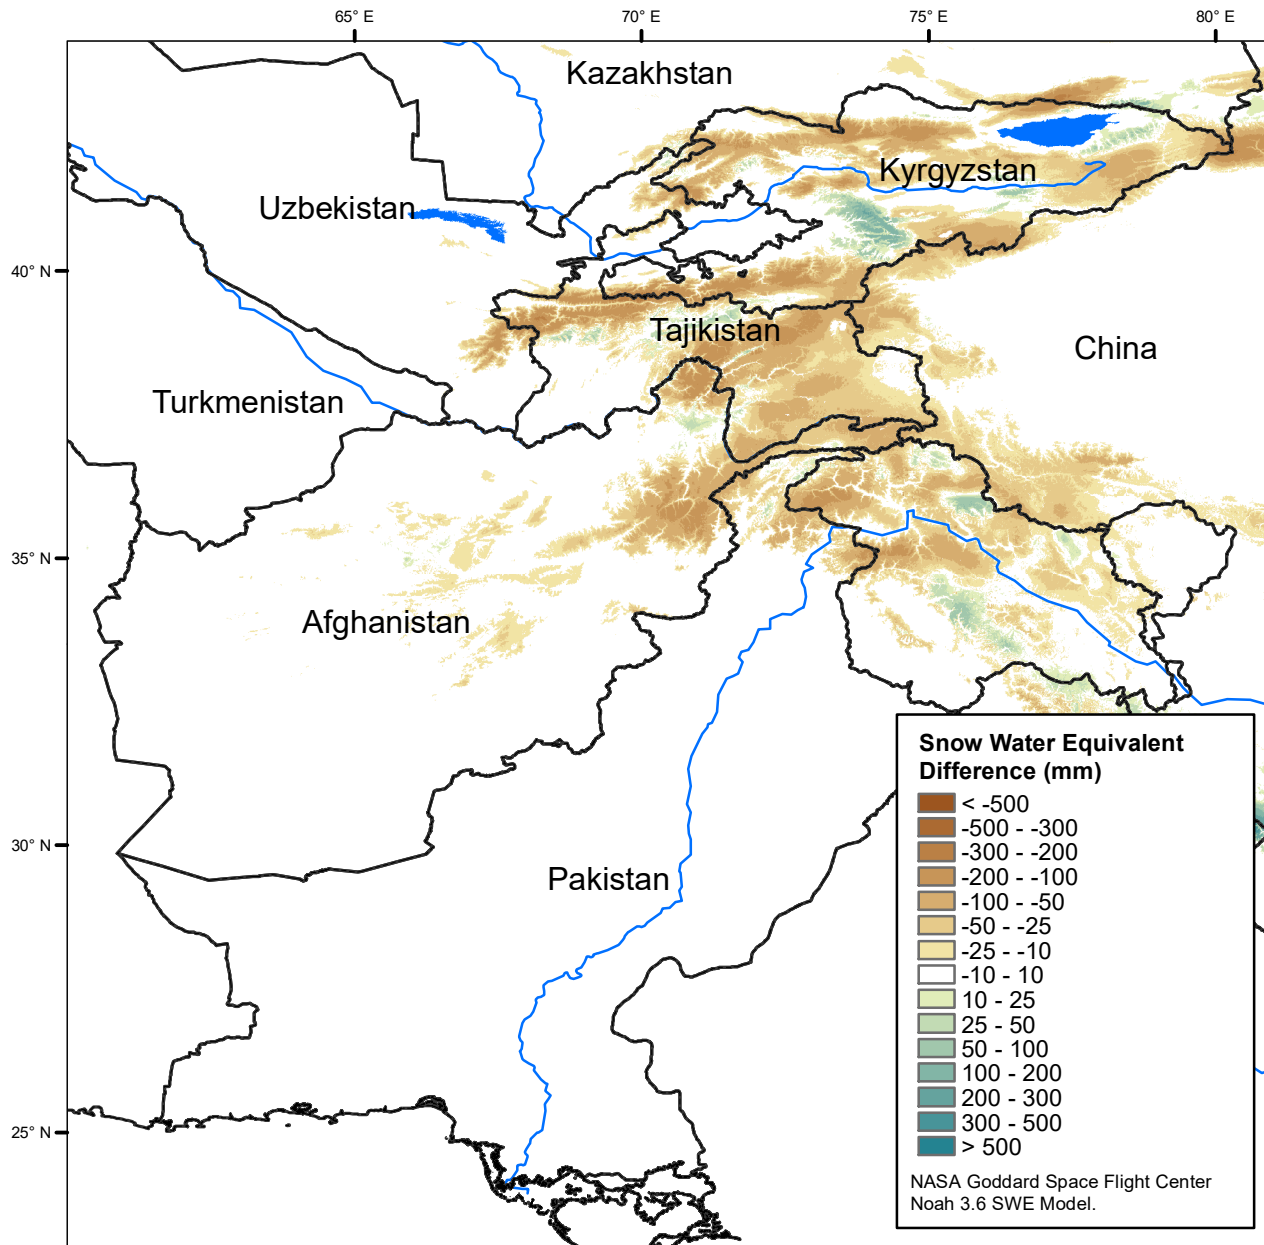 65° E
70° E
75° E
80° E
Kazakhstan
Kyrgyzstan
Uzbekistan
40° N
Tajikistan
China
Turkmenistan
35° N
Afghanistan
30° N
Pakistan
25° N
Snow Water Equivalent
Difference (mm)
< -500
-500 - -300
-300 - -200
-200 - -100
-100 - -50
-50 - -25
-25 - -10
-10 - 10
10 - 25
25 - 50
50 - 100
100 - 200
200 - 300
300 - 500
> 500
NASA Goddard Space Flight Center
Noah 3.6 SWE Model.